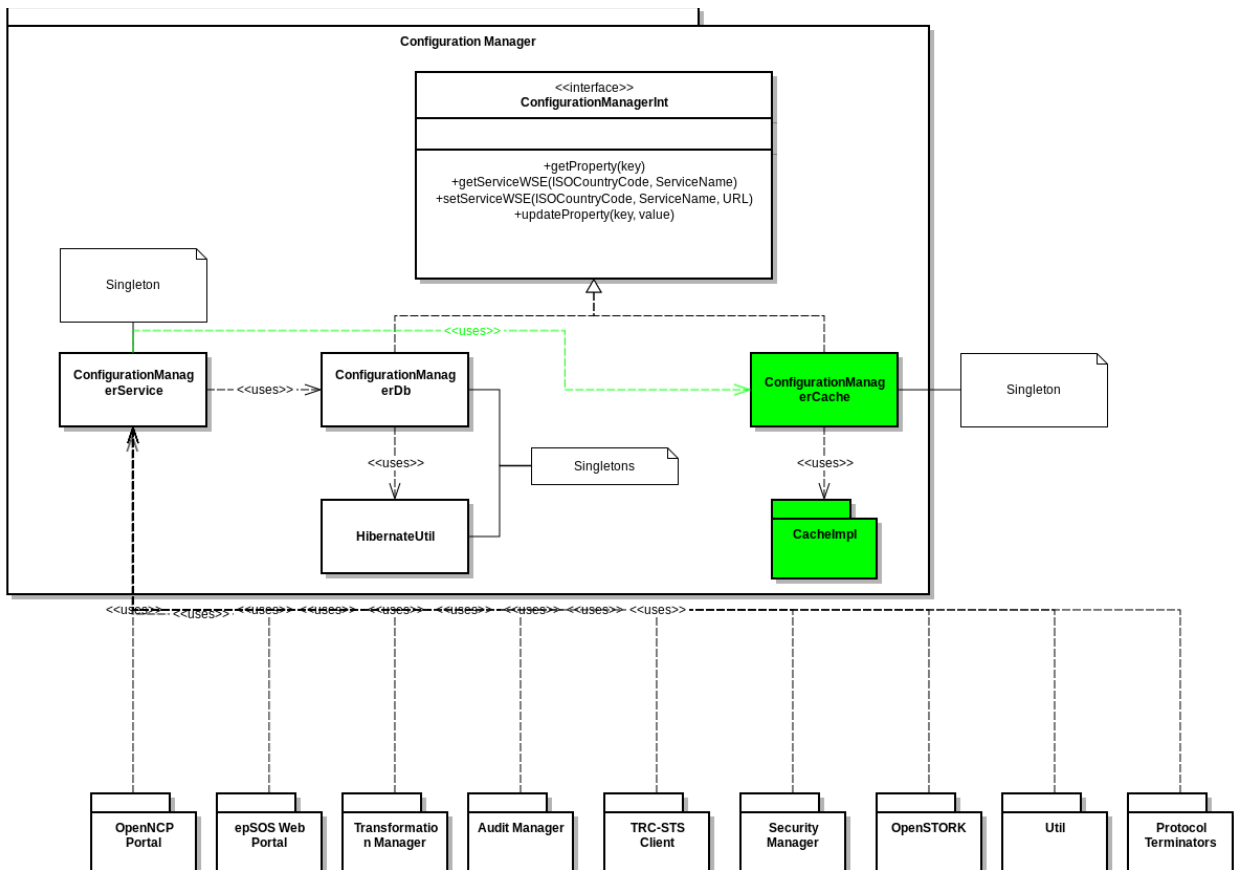 Configuration Manager
<<interface>>
ConfigurationManagerInt
+getProperty(key)
+getServiceWSE(ISOCountryCode, ServiceName)
+setServiceWSE(ISOCountryCode, ServiceName, URL)
+updateProperty(key, value)
Singleton
<<uses>>
ConfigurationManag
erService
<<uses>>
ConfigurationManag
erDb
ConfigurationManag
erCache
Singleton
<<uses>>
Singletons
<<uses>>
HibernateUtil
CacheImpl
<<uses>>
<<uses>>
<<uses>>
<<uses>>
<<uses>>
<<uses>>
<<uses>>
<<uses>>
<<uses>>
OpenNCP
Portal
epSOS Web
Portal
Transformatio
n Manager
Audit Manager
TRC-STS
Client
Security
Manager
OpenSTORK
Util
Protocol
Terminators